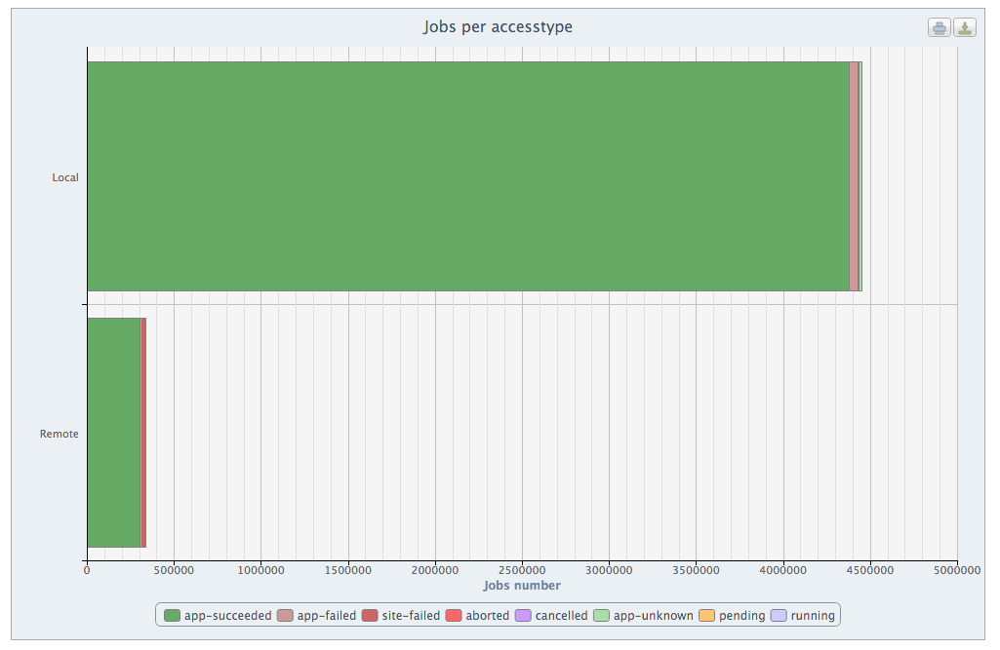 Jobs per accesstype
Local
Remote
0 500000 1000000 1500000 2000000 2500000 3000000 3500000 4000000 4500000 5000000
Jobs number
app-succeeded app-failed site-failed aborted cancelled app-unknown pending running